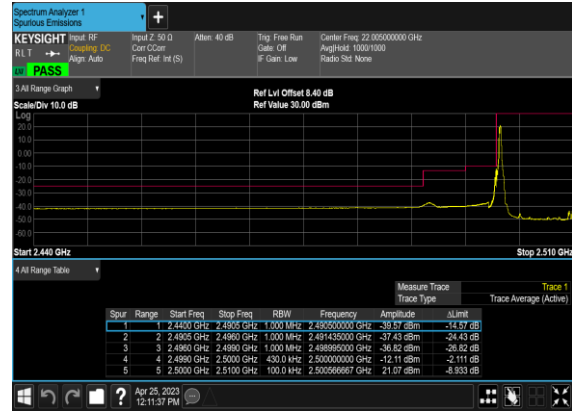 Spectrum Analyzer 1
Spurious Emissions
+
KEYSIGHT
RLT
LXI PASS
Input: RF
Coupling: DC
Align: Auto
Input Z: 50 Ω
Corr CCorr
Freq Ref: Int (S)
Atten: 40 dB
Trig: Free Run
Gate: Off
IF Gain: Low
Center Freq: 22.005000000 GHz
Avg|Hold: 1000/1000
Radio Std: None
3 All Range Graph
Scale/Div 10.0 dB
Ref Lvl Offset 8.40 dB
Ref Value 30.00 dBm
Log
20.0
10.0
0.00
-10.0
-20.0
-30.0
-40.0
-50.0
-60.0
Start 2.440 GHz
Stop 2.510 GHz
4 All Range Table
Measure Trace Trace 1
Trace Type Trace Average (Active)
Spur Range Start Freq Stop Freq RBW Frequency Amplitude ΔLimit
1 1 2.4400 GHz 2.4905 GHz 1.000 MHz 2.490500000 GHz -39.57 dBm -14.57 dB
2 2 2.4905 GHz 2.4960 GHz 1.000 MHz 2.491435000 GHz -37.43 dBm -24.43 dB
3 3 2.4960 GHz 2.4990 GHz 1.000 MHz 2.498995000 GHz -36.82 dBm -26.82 dB
4 4 2.4990 GHz 2.5000 GHz 430.0 kHz 2.500000000 GHz -12.11 dBm -2.111 dB
5 5 2.5000 GHz 2.5100 GHz 100.0 kHz 2.500566667 GHz 21.07 dBm -8.933 dB
?
Apr 25, 2023
12:11:37 PM